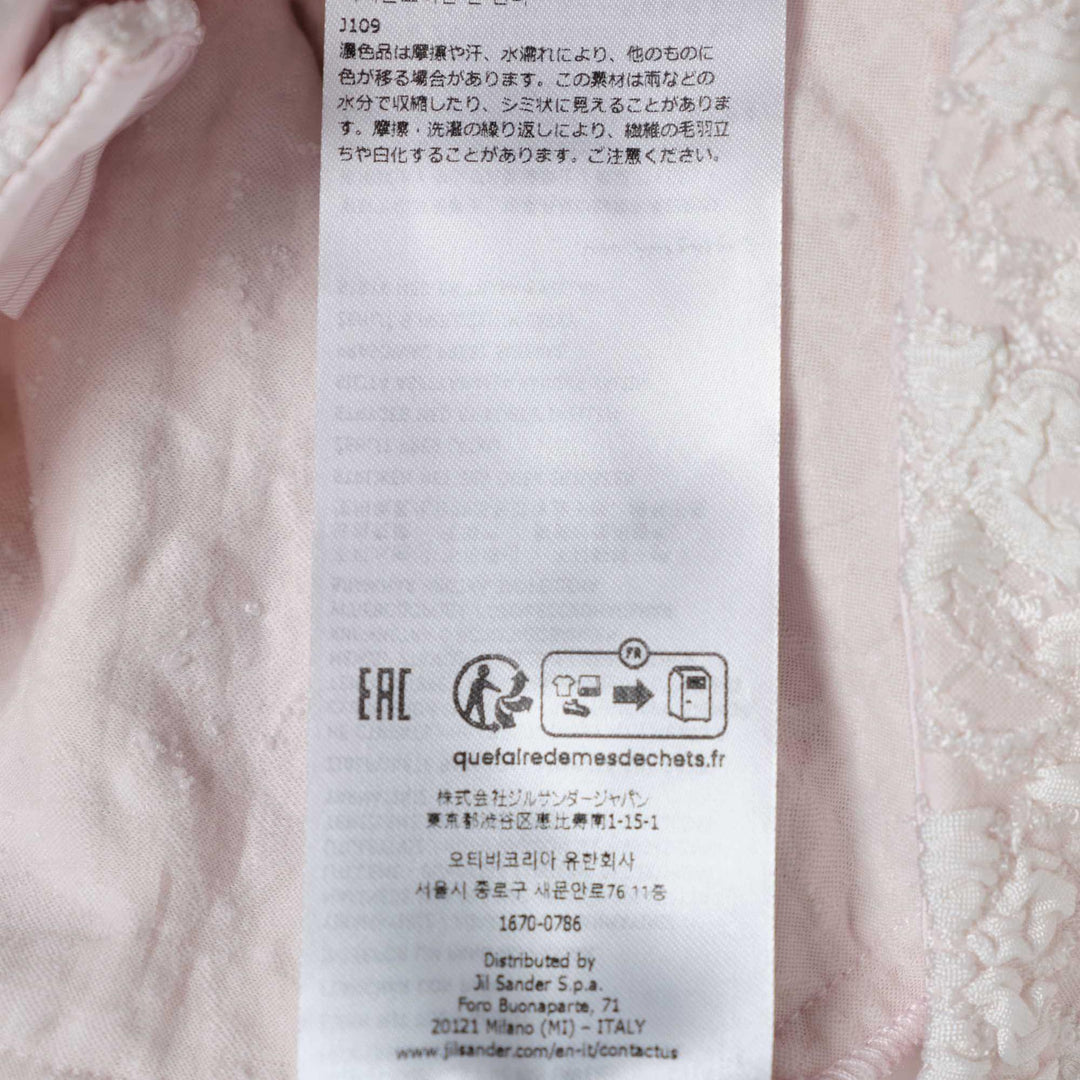 J109
濃色品は摩擦や汗、水濡れにより、他のものに
色が移る場合があります。この素材は雨などの
水分で収縮したり、シミ状に見えることがありま
す。摩擦・洗濯の繰り返しにより、繊維の毛羽立
ちや白化することがあります。ご注意ください。
EAC
FR
quefairedemesdechets.fr
株式会社ジルサンダージャパン
東京都渋谷区恵比寿南1-15-1
오티비코리아 유한회사
서울시 종로구 새문안로76 11층
1670-0786
Distributed by
Jil Sander S.p.a.
Foro Buonaparte, 71
20121 Milano (MI) – ITALY
www.jilsander.com/en-it/contactus